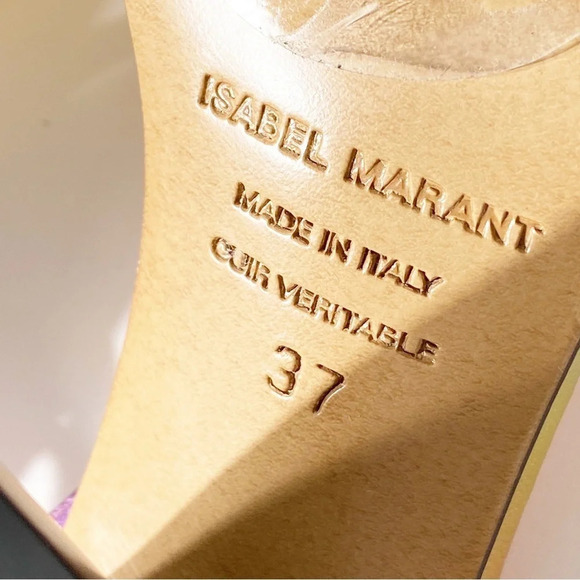 ISABEL MARANT
MADE IN ITALY
CUIR VERITABLE
37